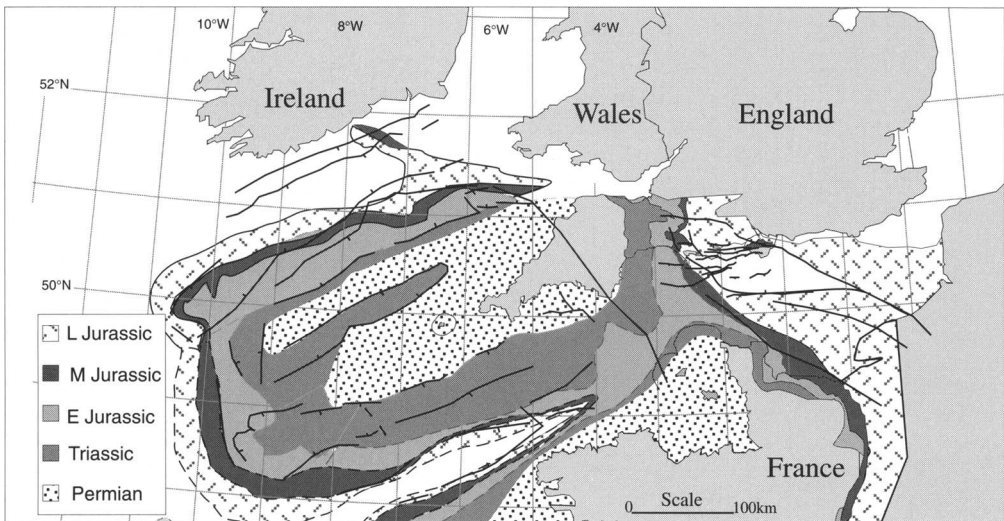 10°W
8°W
6°W
4°W
52°N
Ireland
Wales
England
50°N
L Jurassic
M Jurassic
E Jurassic
Triassic
Permian
France
Scale
0
100km